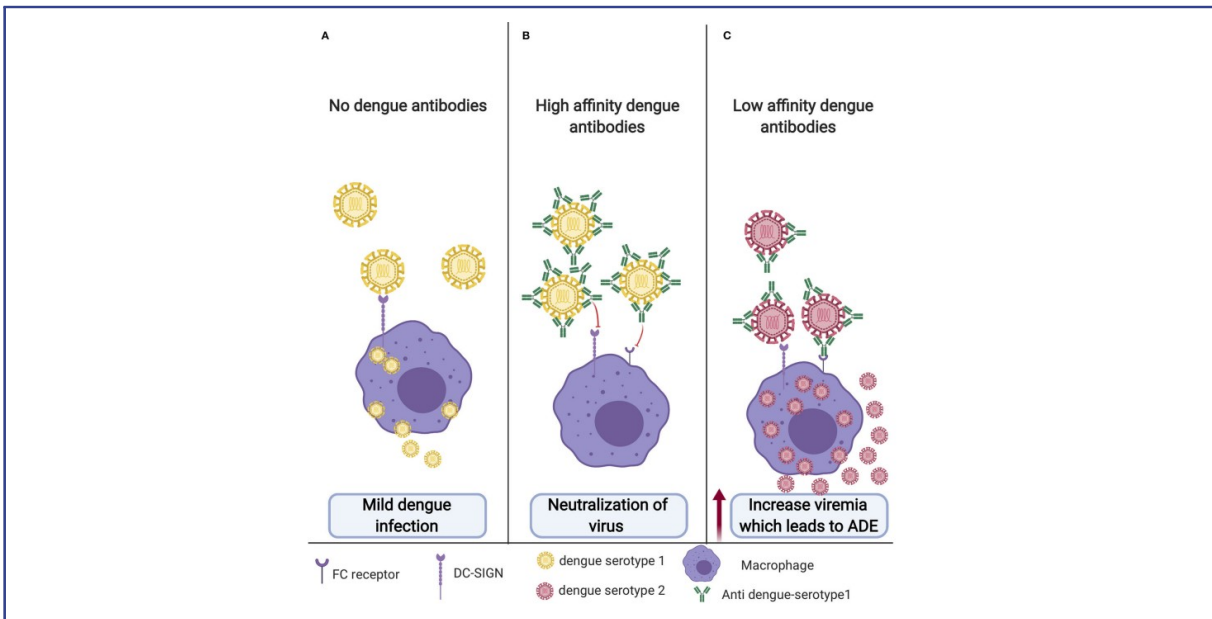 A
B
C
No dengue antibodies
High affinity dengue
antibodies
Low affinity dengue
antibodies
Mild dengue
infection
Neutralization of
virus
Increase viremia
which leads to ADE
FC receptor
DC-SIGN
dengue serotype 1
dengue serotype 2
Macrophage
Anti dengue-serotype1